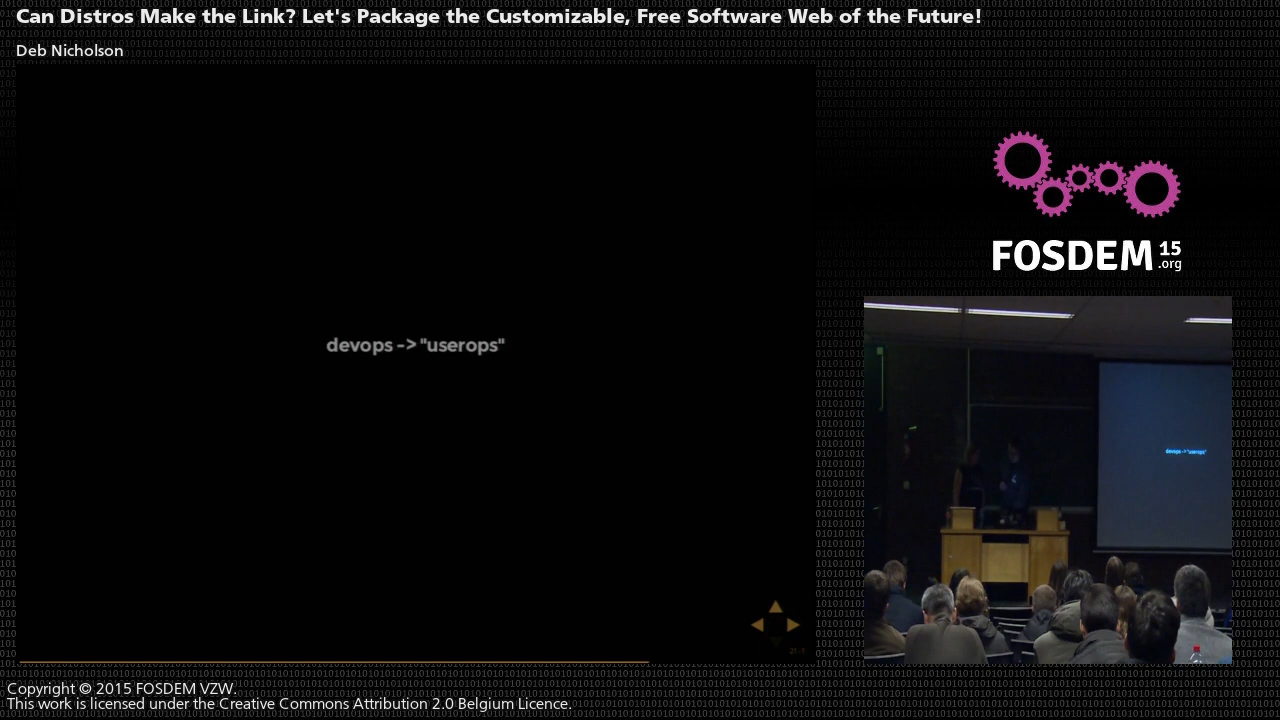 Can Distros Make the Link? Let's Package the Customizable, Free Software Web of the Future!
Deb Nicholson
devops -> "userops"
FOSDEM 15
.org
devops -> "userops"
Copyright © 2015 FOSDEM VZW.
This work is licensed under the Creative Commons Attribution 2.0 Belgium Licence.